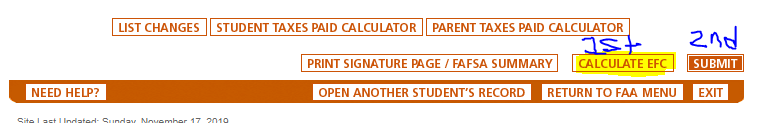 LIST CHANGES STUDENT TAXES PAID CALCULATOR PARENT TAXES PAID CALCULATOR
1st 2nd
PRINT SIGNATURE PAGE / FAFSA SUMMARY CALCULATE EFC SUBMIT
NEED HELP? OPEN ANOTHER STUDENT'S RECORD RETURN TO FAA MENU EXIT
Site Last Updated: Sunday, November 17, 2019